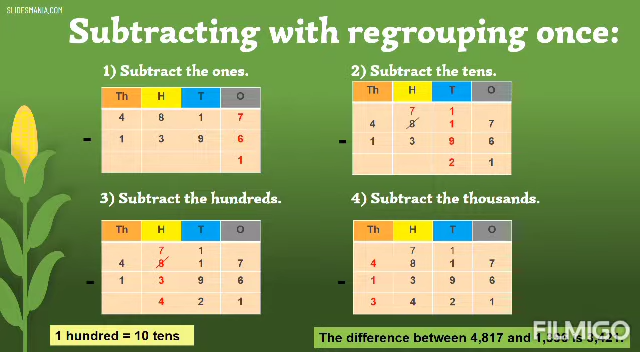 SLIDESMANIA.COM
Subtracting with regrouping once:
1) Subtract the ones.
Th H T O
4 8 1 7
- 1 3 9 6
1
2) Subtract the tens.
Th H T O
7 1
4 8 1 7
- 1 3 9 6
2 1
3) Subtract the hundreds.
Th H T O
7 1
4 8 1 7
- 1 3 9 6
4 2 1
4) Subtract the thousands.
Th H T O
7 1
4 8 1 7
- 1 3 9 6
3 4 2 1
1 hundred = 10 tens
The difference between 4,817 and is
FILMIGO